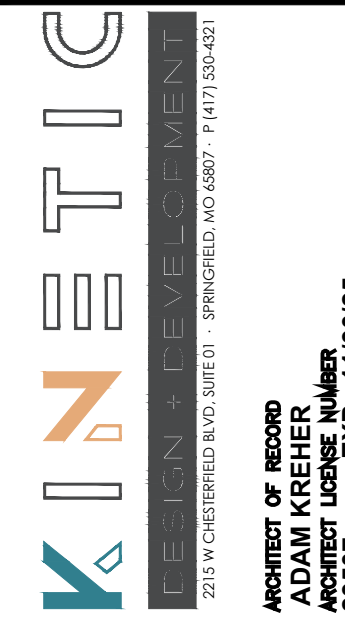 KINETIC
DESIGN + DEVELOPMENT
2215 W CHESTERFIELD BLVD, SUITE 01 · SPRINGFIELD, MO 65807 · P (417) 530-4321
ARCHITECT OF RECORD
ADAM KREHER
ARCHITECT LICENSE NUMBER